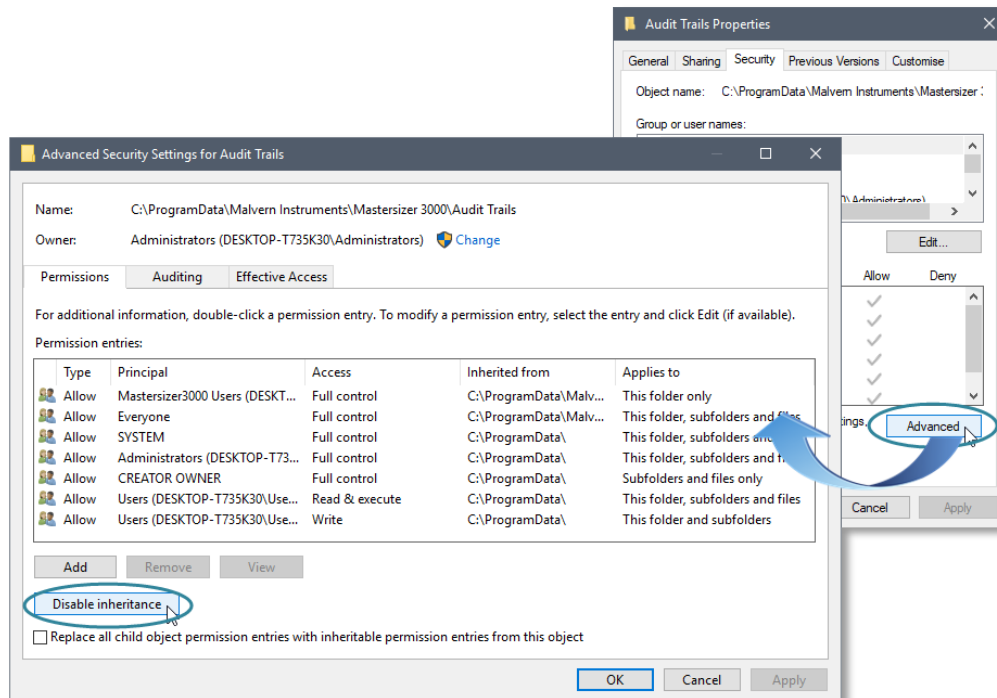 Audit Trails Properties
General Sharing Security Previous Versions Customise
Object name: C:\ProgramData\Malvern Instruments\Mastersizer
Group or user names:
Edit...
Allow Deny
Advanced
Cancel Apply
Advanced Security Settings for Audit Trails
Name: C:\ProgramData\Malvern Instruments\Mastersizer 3000\Audit Trails
Owner: Administrators (DESKTOP-T735K30\Administrators) Change
Permissions Auditing Effective Access
For additional information, double-click a permission entry. To modify a permission entry, select the entry and click Edit (if available).
Permission entries:
Type Principal Access Inherited from Applies to
Allow Mastersizer3000 Users (DESKT... Full control C:\ProgramData\Malv... This folder only
Allow Everyone Full control C:\ProgramData\Malv... This folder, subfolders and files
Allow SYSTEM Full control C:\ProgramData\ This folder, subfolders and
Allow Administrators (DESKTOP-T73... Full control C:\ProgramData\ This folder, subfolders and
Allow CREATOR OWNER Full control C:\ProgramData\ Subfolders and files only
Allow Users (DESKTOP-T735K30\Use... Read & execute C:\ProgramData\ This folder, subfolders and files
Allow Users (DESKTOP-T735K30\Use... Write C:\ProgramData\ This folder and subfolders
Add Remove View
Disable inheritance
Replace all child object permission entries with inheritable permission entries from this object
OK Cancel Apply